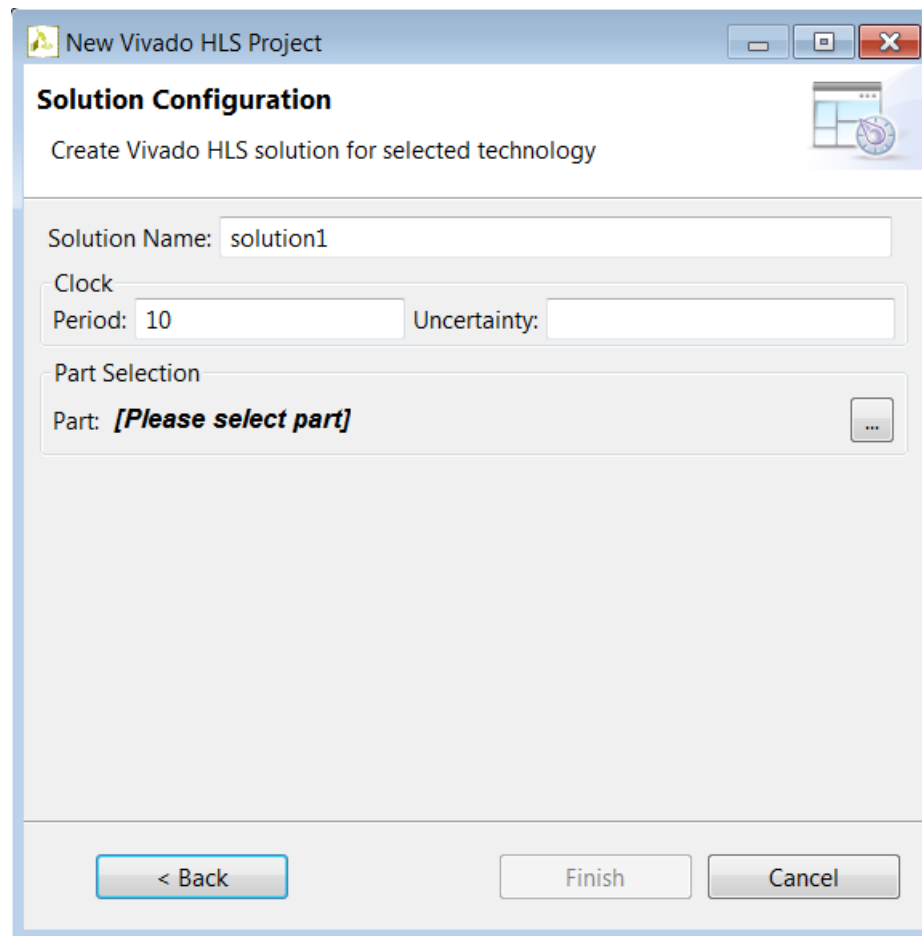 New Vivado HLS Project
Solution Configuration
Create Vivado HLS solution for selected technology
Solution Name: solution1
Clock
Period: 10 Uncertainty:
Part Selection
Part: [Please select part] ...
< Back Finish Cancel